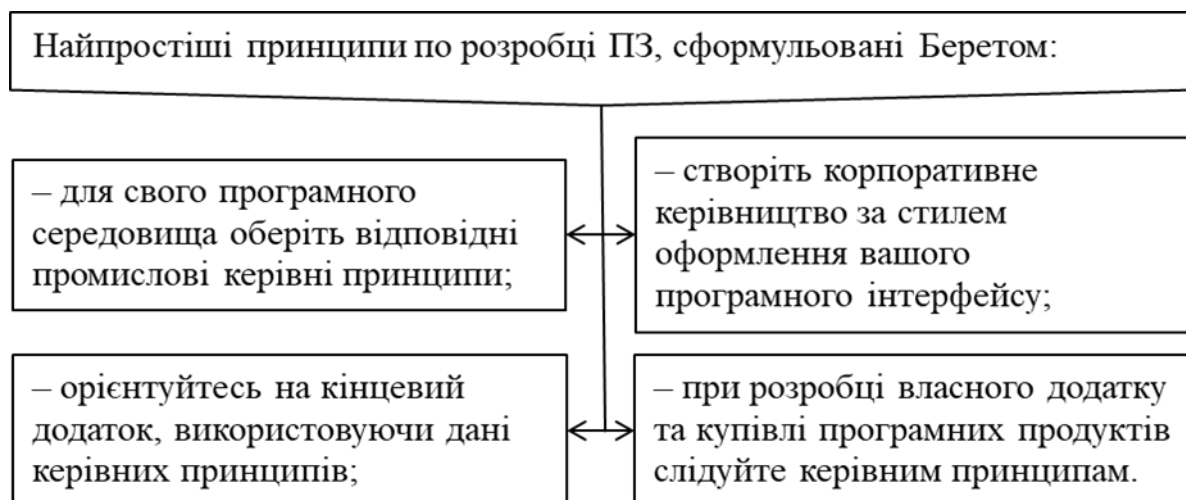 Найпростіші принципи по розробці ПЗ, сформульовані Беретом:
– для свого програмного
середовища оберіть відповідні
промислові керівні принципи;
– створіть корпоративне
керівництво за стилем
оформлення вашого
програмного інтерфейсу;
– орієнтуйтесь на кінцевий
додаток, використовуючи дані
керівних принципів;
– при розробці власного додатку
та купівлі програмних продуктів
слідуйте керівним принципам.